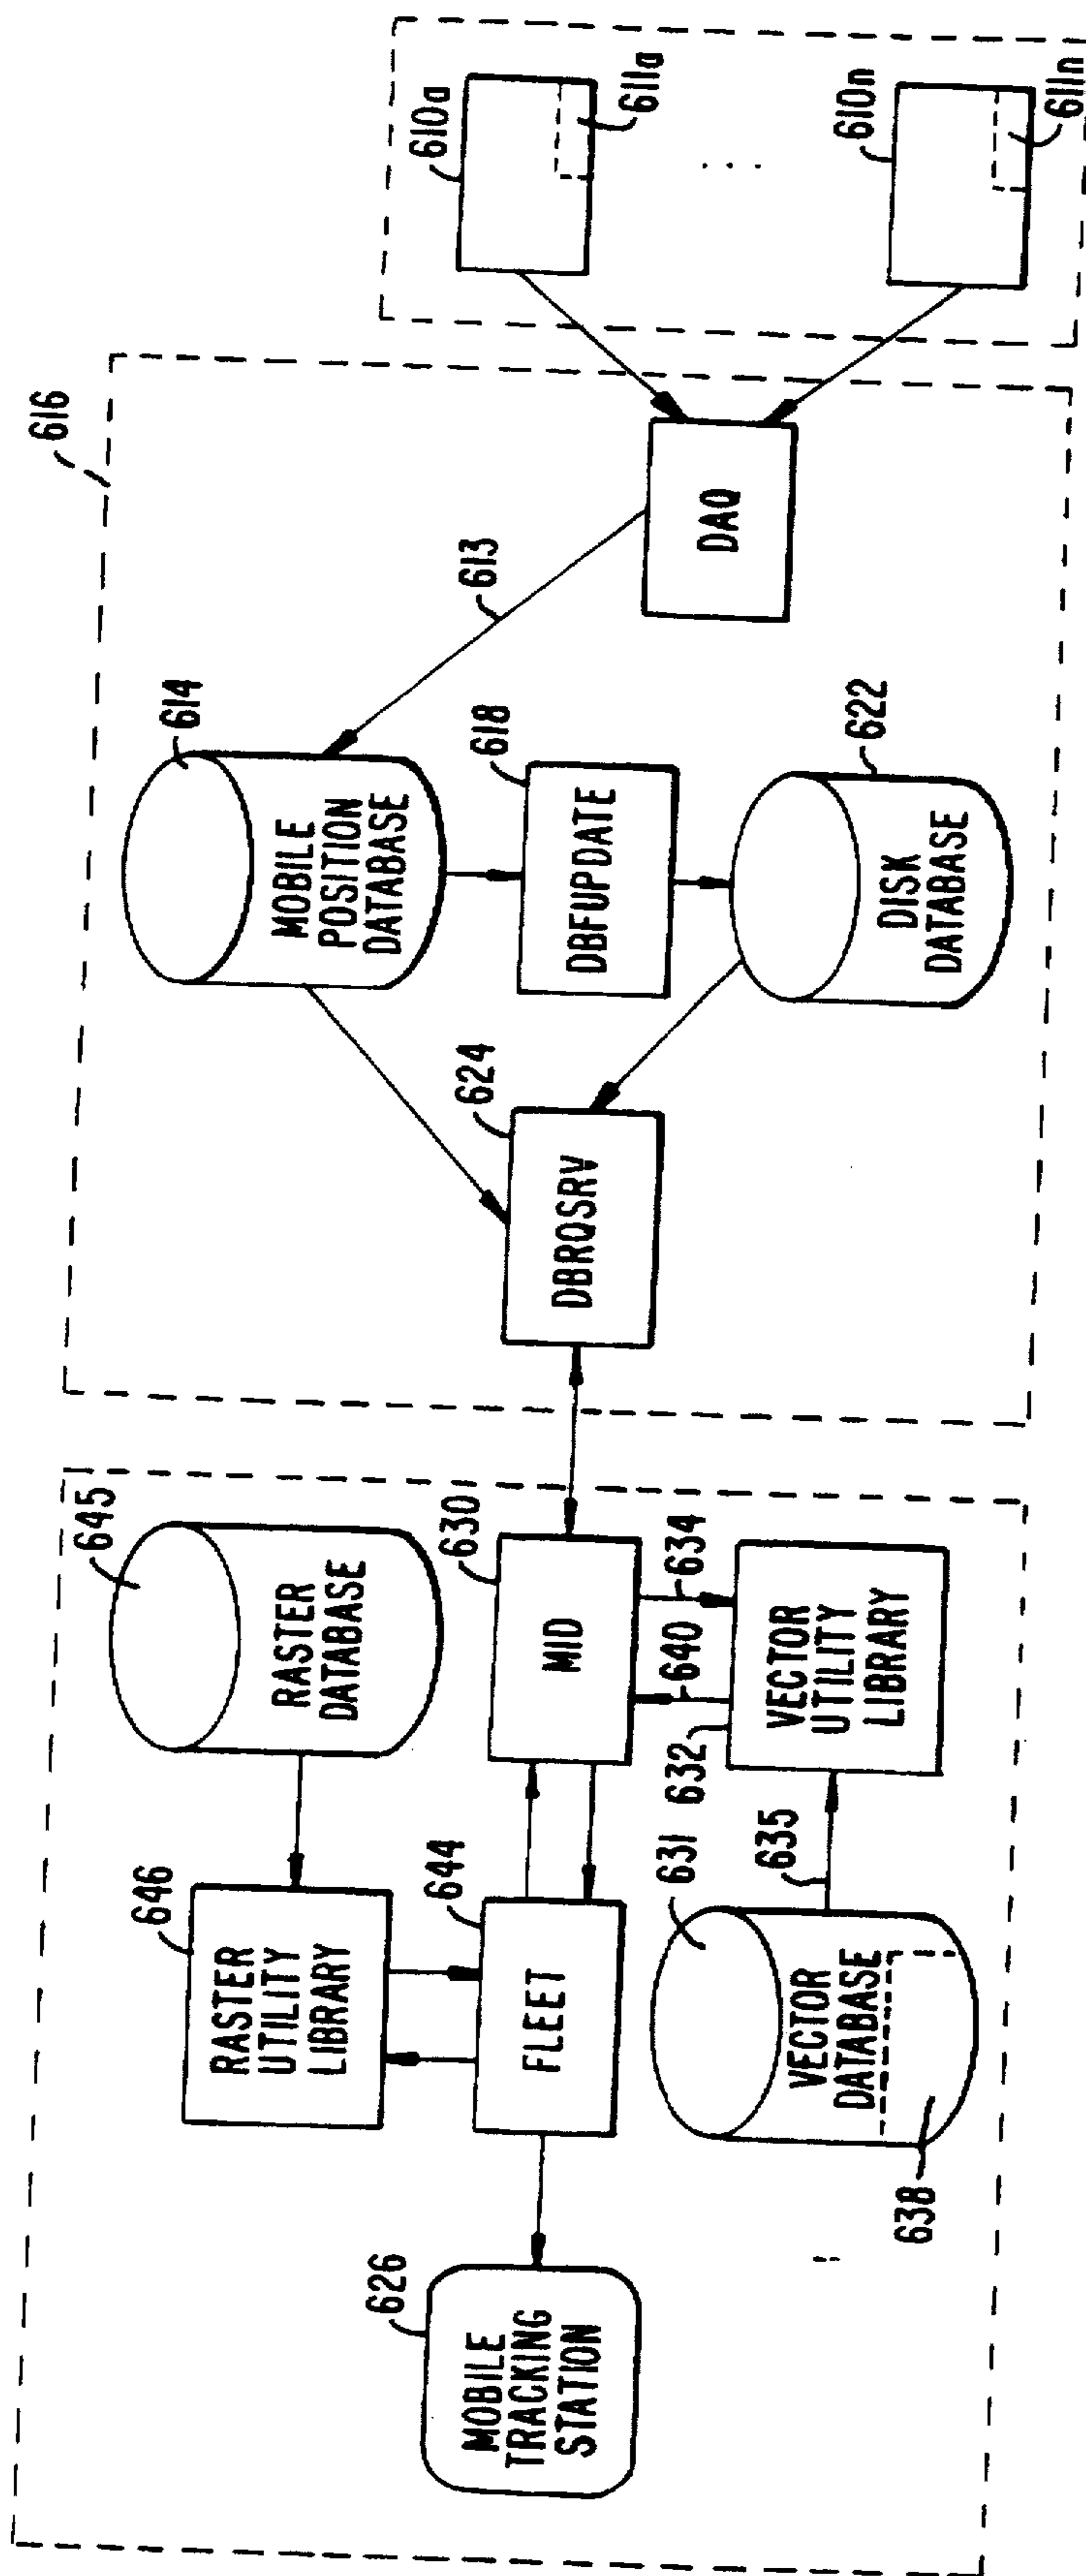 626
MOBILE
TRACKING
STATION
646
RASTER
UTILITY
LIBRARY
645
RASTER
DATABASE
644
FLEET
630
MID
631
VECTOR
DATABASE
638
635
632
640
634
VECTOR
UTILITY
LIBRARY
616
624
DBRQSRV
614
MOBILE
POSITION
DATABASE
618
DBFUPDATE
622
DISK
DATABASE
613
DAQ
610a
611a
...
610n
611n